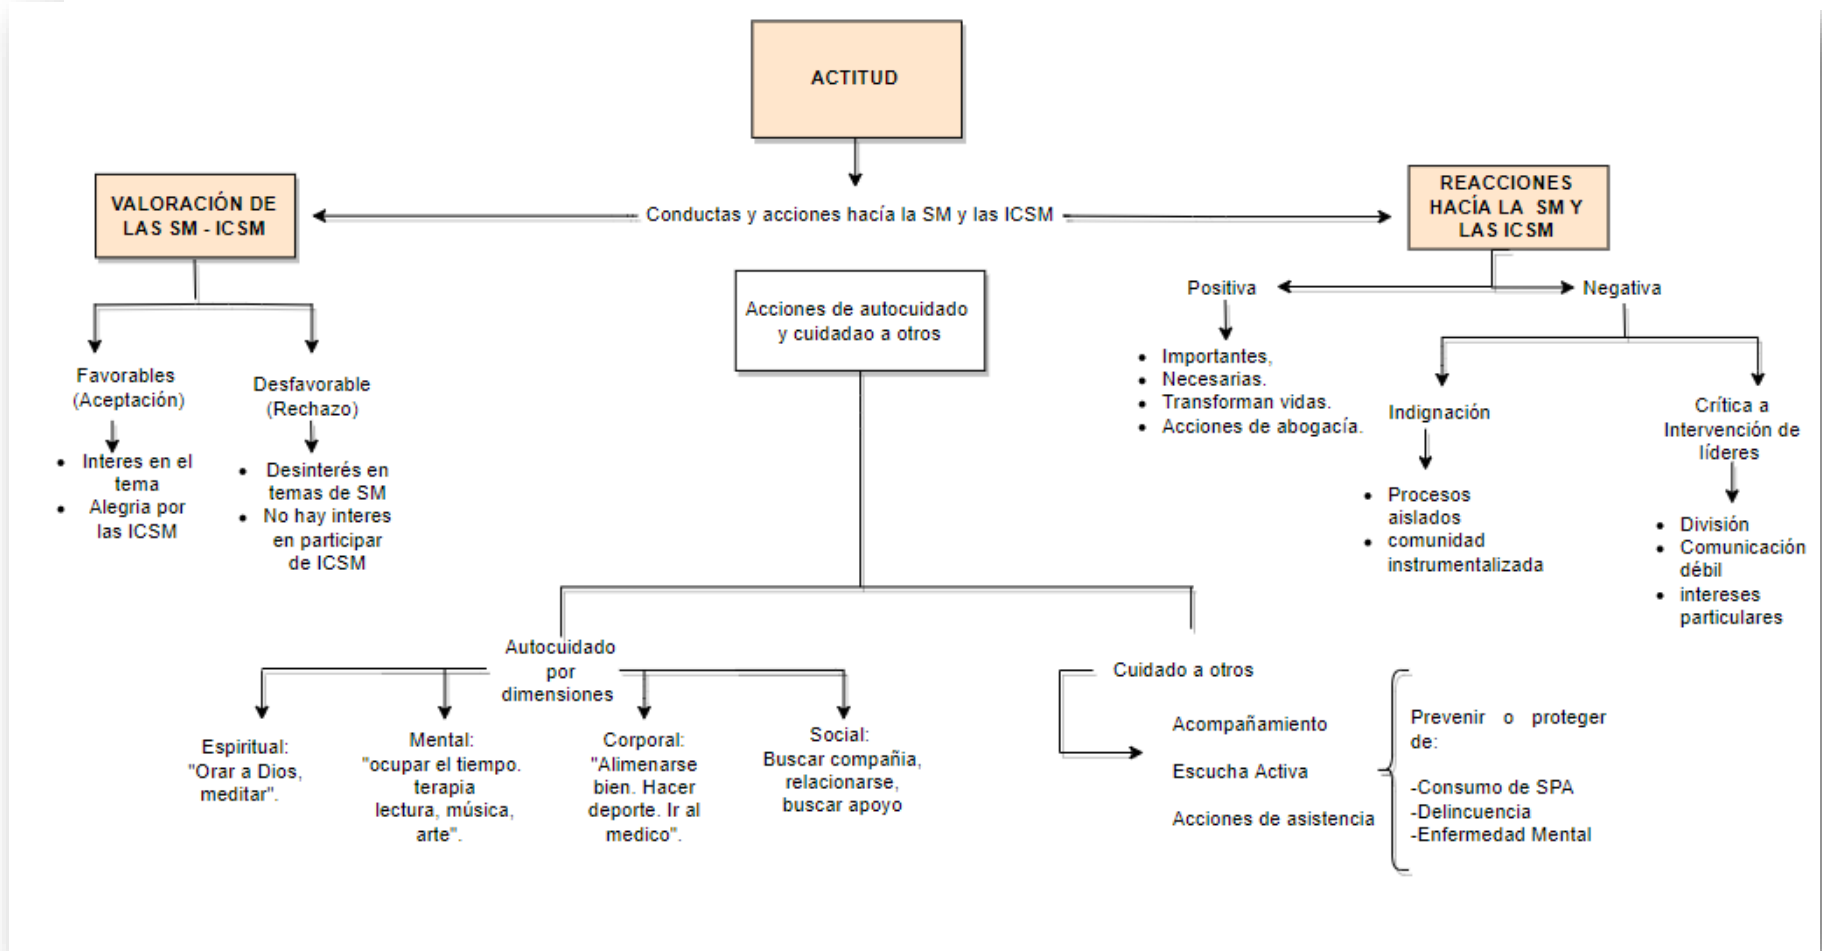 ACTITUD
VALORACIÓN DE
LAS SM - ICSM
Conductas y acciones hacía la SM y las ICSM
REACCIONES
HACÍA LA SM Y
LAS ICSM
Favorables
(Aceptación)
• Interes en el
tema
• Alegria por
las ICSM
Desfavorable
(Rechazo)
• Desinterés en
temas de SM
• No hay interes
en participar
de ICSM
Acciones de autocuidado
y cuidadao a otros
Positiva
• Importantes,
• Necesarias.
• Transforman vidas.
• Acciones de abogacía.
Negativa
Indignación
• Procesos
aislados
• comunidad
instrumentalizada
Crítica a
Intervención de
líderes
• División
• Comunicación
débil
• intereses
particulares
Autocuidado
por
dimensiones
Espiritual:
"Orar a Dios,
meditar".
Mental:
"ocupar el tiempo.
terapia
lectura, música,
arte".
Corporal:
"Alimenarse
bien. Hacer
deporte. Ir al
medico".
Social:
Buscar compañia,
relacionarse,
buscar apoyo
Cuidado a otros
Acompañamiento
Escucha Activa
Acciones de asistencia
Prevenir o proteger
de:
-Consumo de SPA
-Delincuencia
-Enfermedad Mental